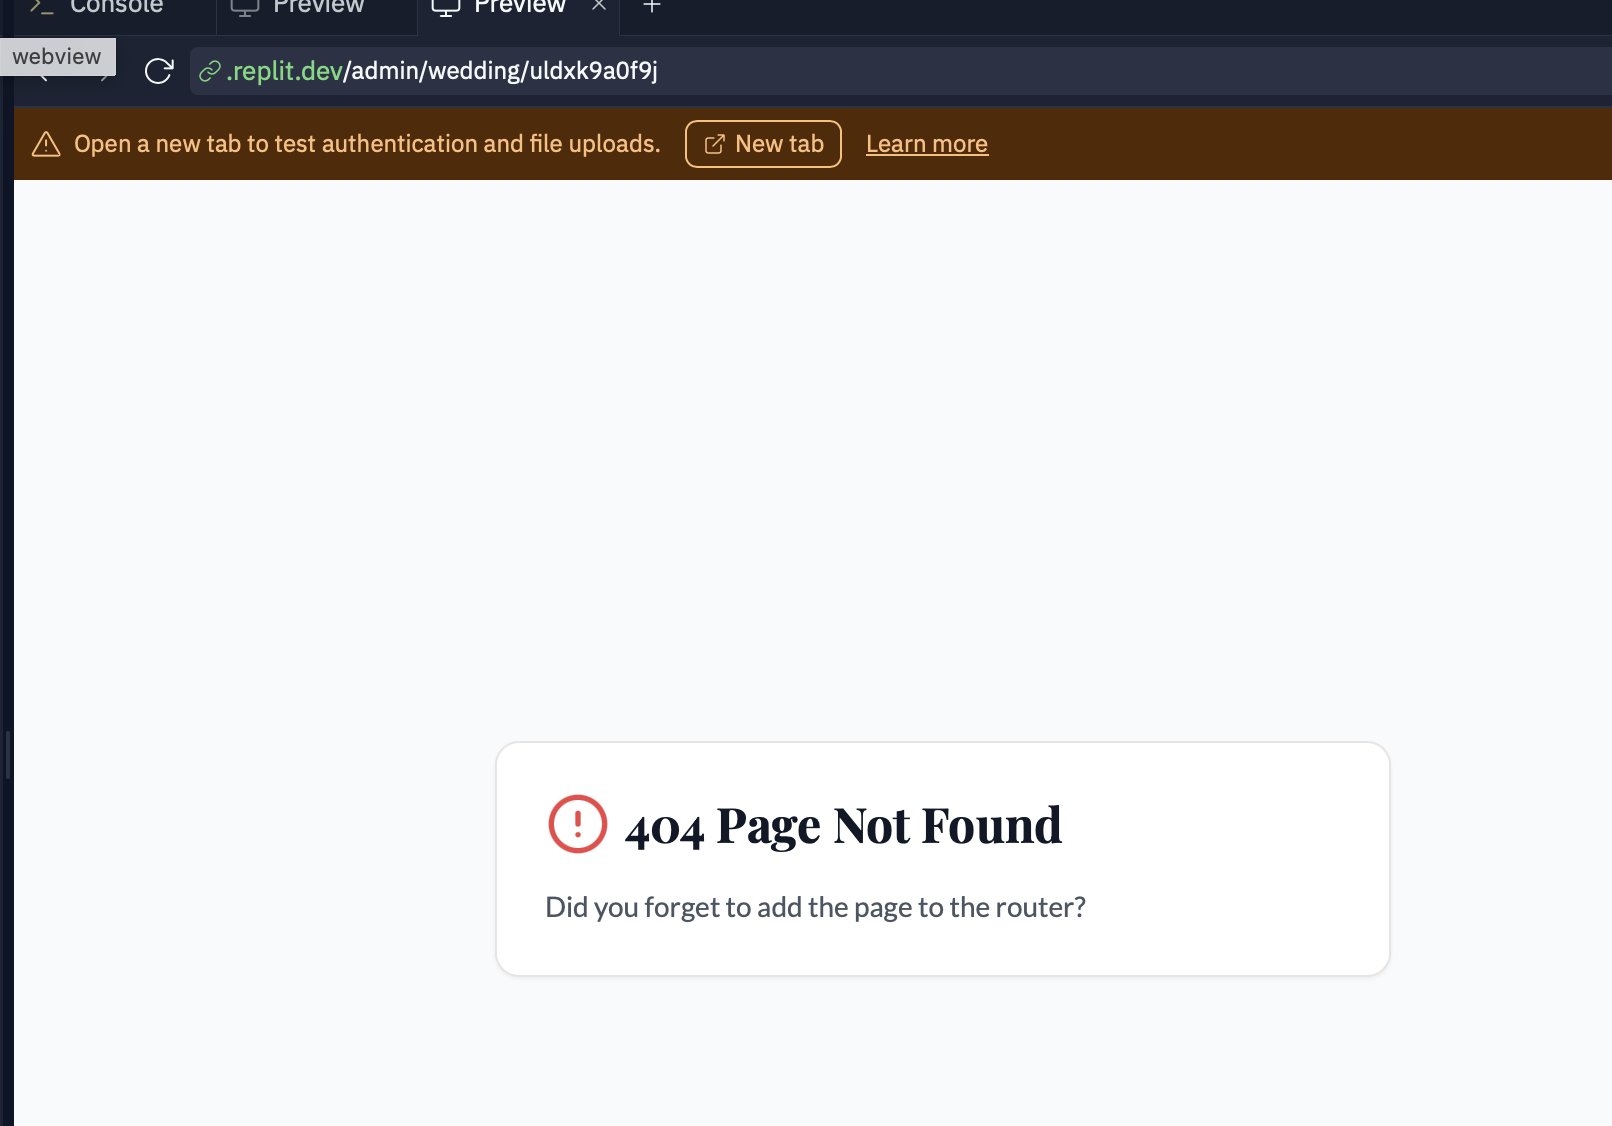 Console
Preview
Preview
webview
.replit.dev/admin/wedding/uldxk9a0f9j
Open a new tab to test authentication and file uploads. New tab Learn more
404 Page Not Found
Did you forget to add the page to the router?